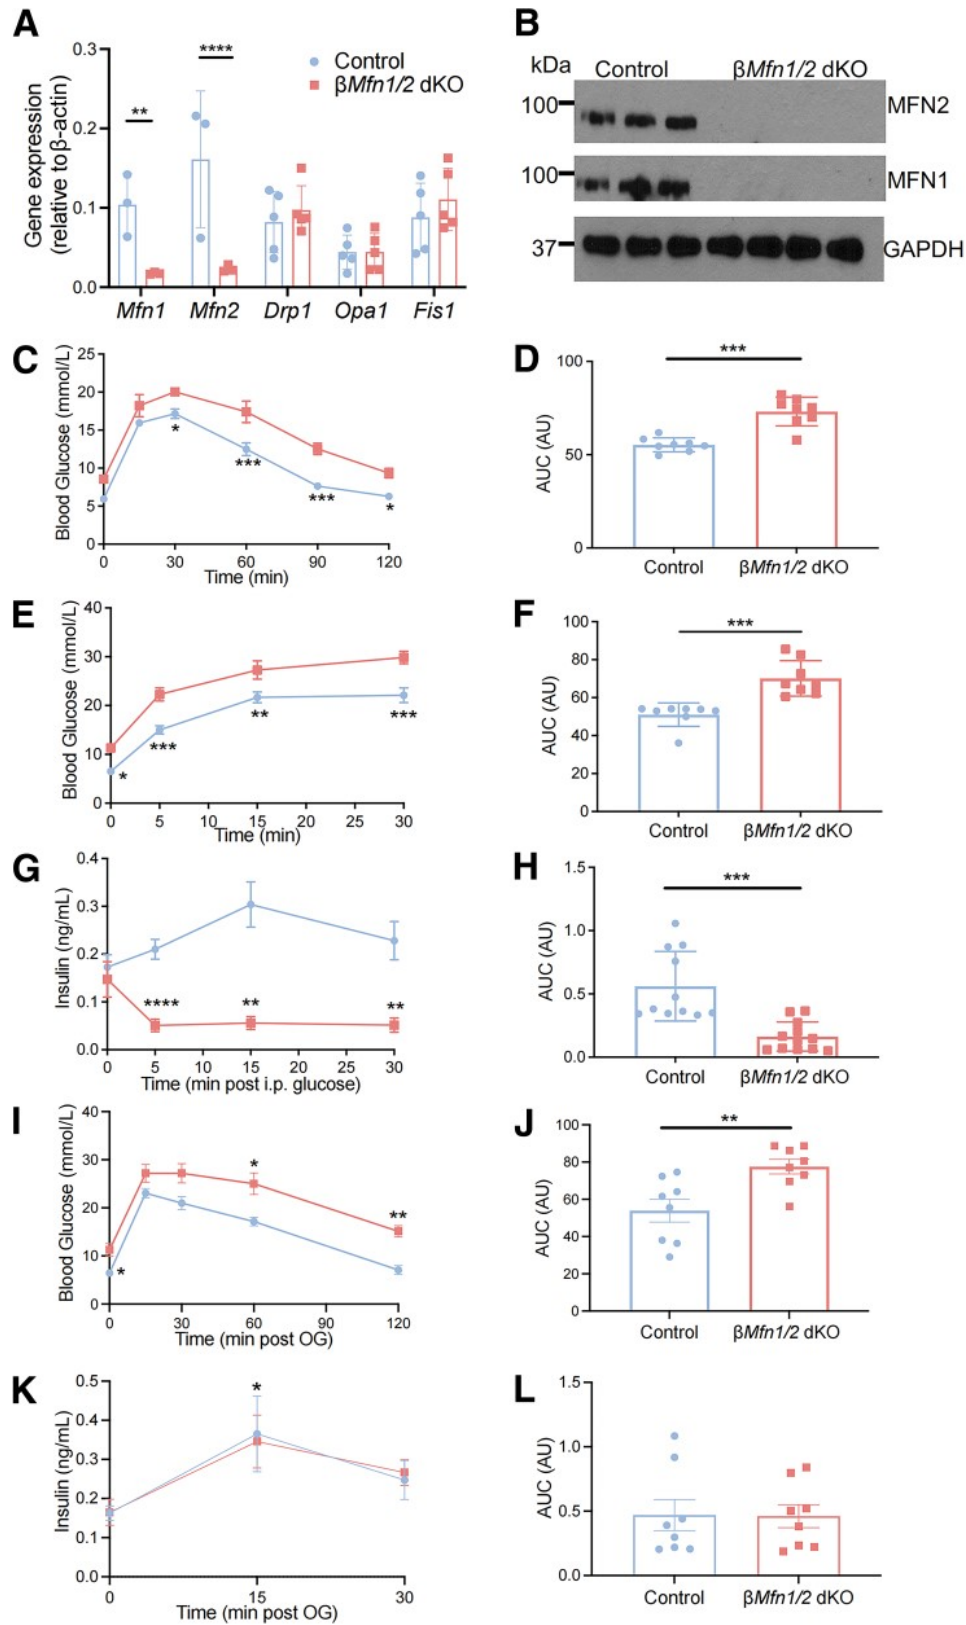 A
Gene expression
(relative toβ-actin)
0.3
0.2
0.1
0.0
**
****
Control
βMfn1/2 dKO
Mfn1 Mfn2 Drp1 Opa1 Fis1
B
kDa Control βMfn1/2 dKO
100 MFN2
100 MFN1
37 GAPDH
C
Blood Glucose (mmol/L)
25
20
15
10
5
0
* *** *** *
0 30 60 90 120
Time (min)
D
AUC (AU)
100
50
0
***
Control βMfn1/2 dKO
E
Blood Glucose (mmol/L)
40
30
20
10
0
* *** ** ***
0 5 10 15 20 25 30
Time (min)
F
AUC (AU)
100
80
60
40
20
0
***
Control βMfn1/2 dKO
G
Insulin (ng/mL)
0.4
0.3
0.2
0.1
0.0
**** ** **
0 5 10 15 20 25 30
Time (min post i.p. glucose)
H
AUC (AU)
1.5
1.0
0.5
0.0
***
Control βMfn1/2 dKO
I
Blood Glucose (mmol/L)
40
30
20
10
0
* * **
0 30 60 90 120
Time (min post OG)
J
AUC (AU)
100
80
60
40
20
0
**
Control βMfn1/2 dKO
K
Insulin (ng/mL)
0.5
0.4
0.3
0.2
0.1
0.0
*
0 15 30
Time (min post OG)
L
AUC (AU)
1.5
1.0
0.5
0.0
Control βMfn1/2 dKO